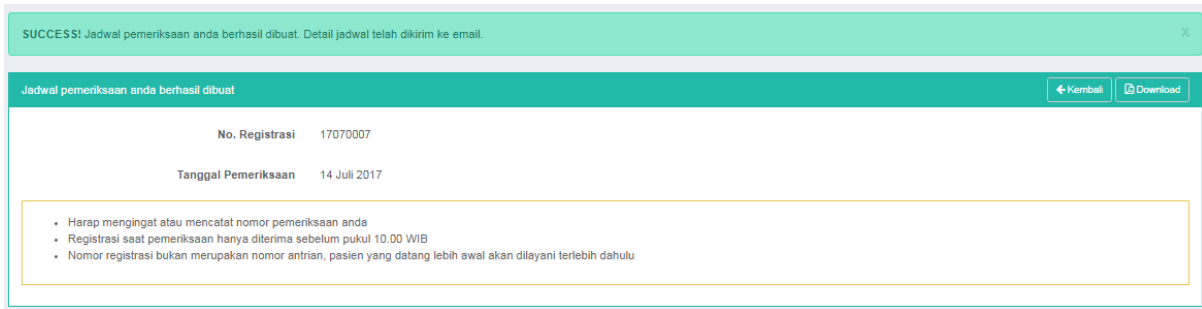 SUCCESS! Jadwal pemeriksaan anda berhasil dibuat. Detail jadwal telah dikirim ke email.
X
Jadwal pemeriksaan anda berhasil dibuat
Kembali
Download
No. Registrasi 17070007
Tanggal Pemeriksaan 14 Juli 2017
• Harap mengingat atau mencatat nomor pemeriksaan anda
• Registrasi saat pemeriksaan hanya diterima sebelum pukul 10.00 WIB
• Nomor registrasi bukan merupakan nomor antrian, pasien yang datang lebih awal akan dilayani terlebih dahulu